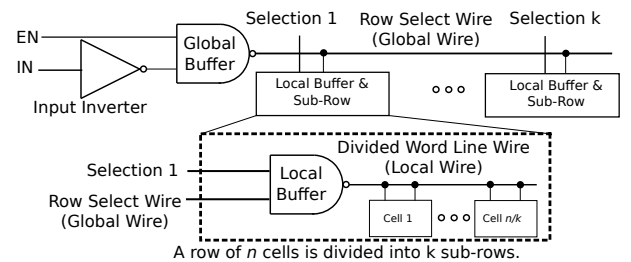 Selection 1
Row Select Wire
(Global Wire)
Selection k
EN
IN
Global
Buffer
Input Inverter
Local Buffer &
Sub-Row
Local Buffer &
Sub-Row
Divided Word Line Wire
(Local Wire)
Selection 1
Row Select Wire
(Global Wire)
Local
Buffer
Cell 1
Cell n/k
A row of n cells is divided into k sub-rows.